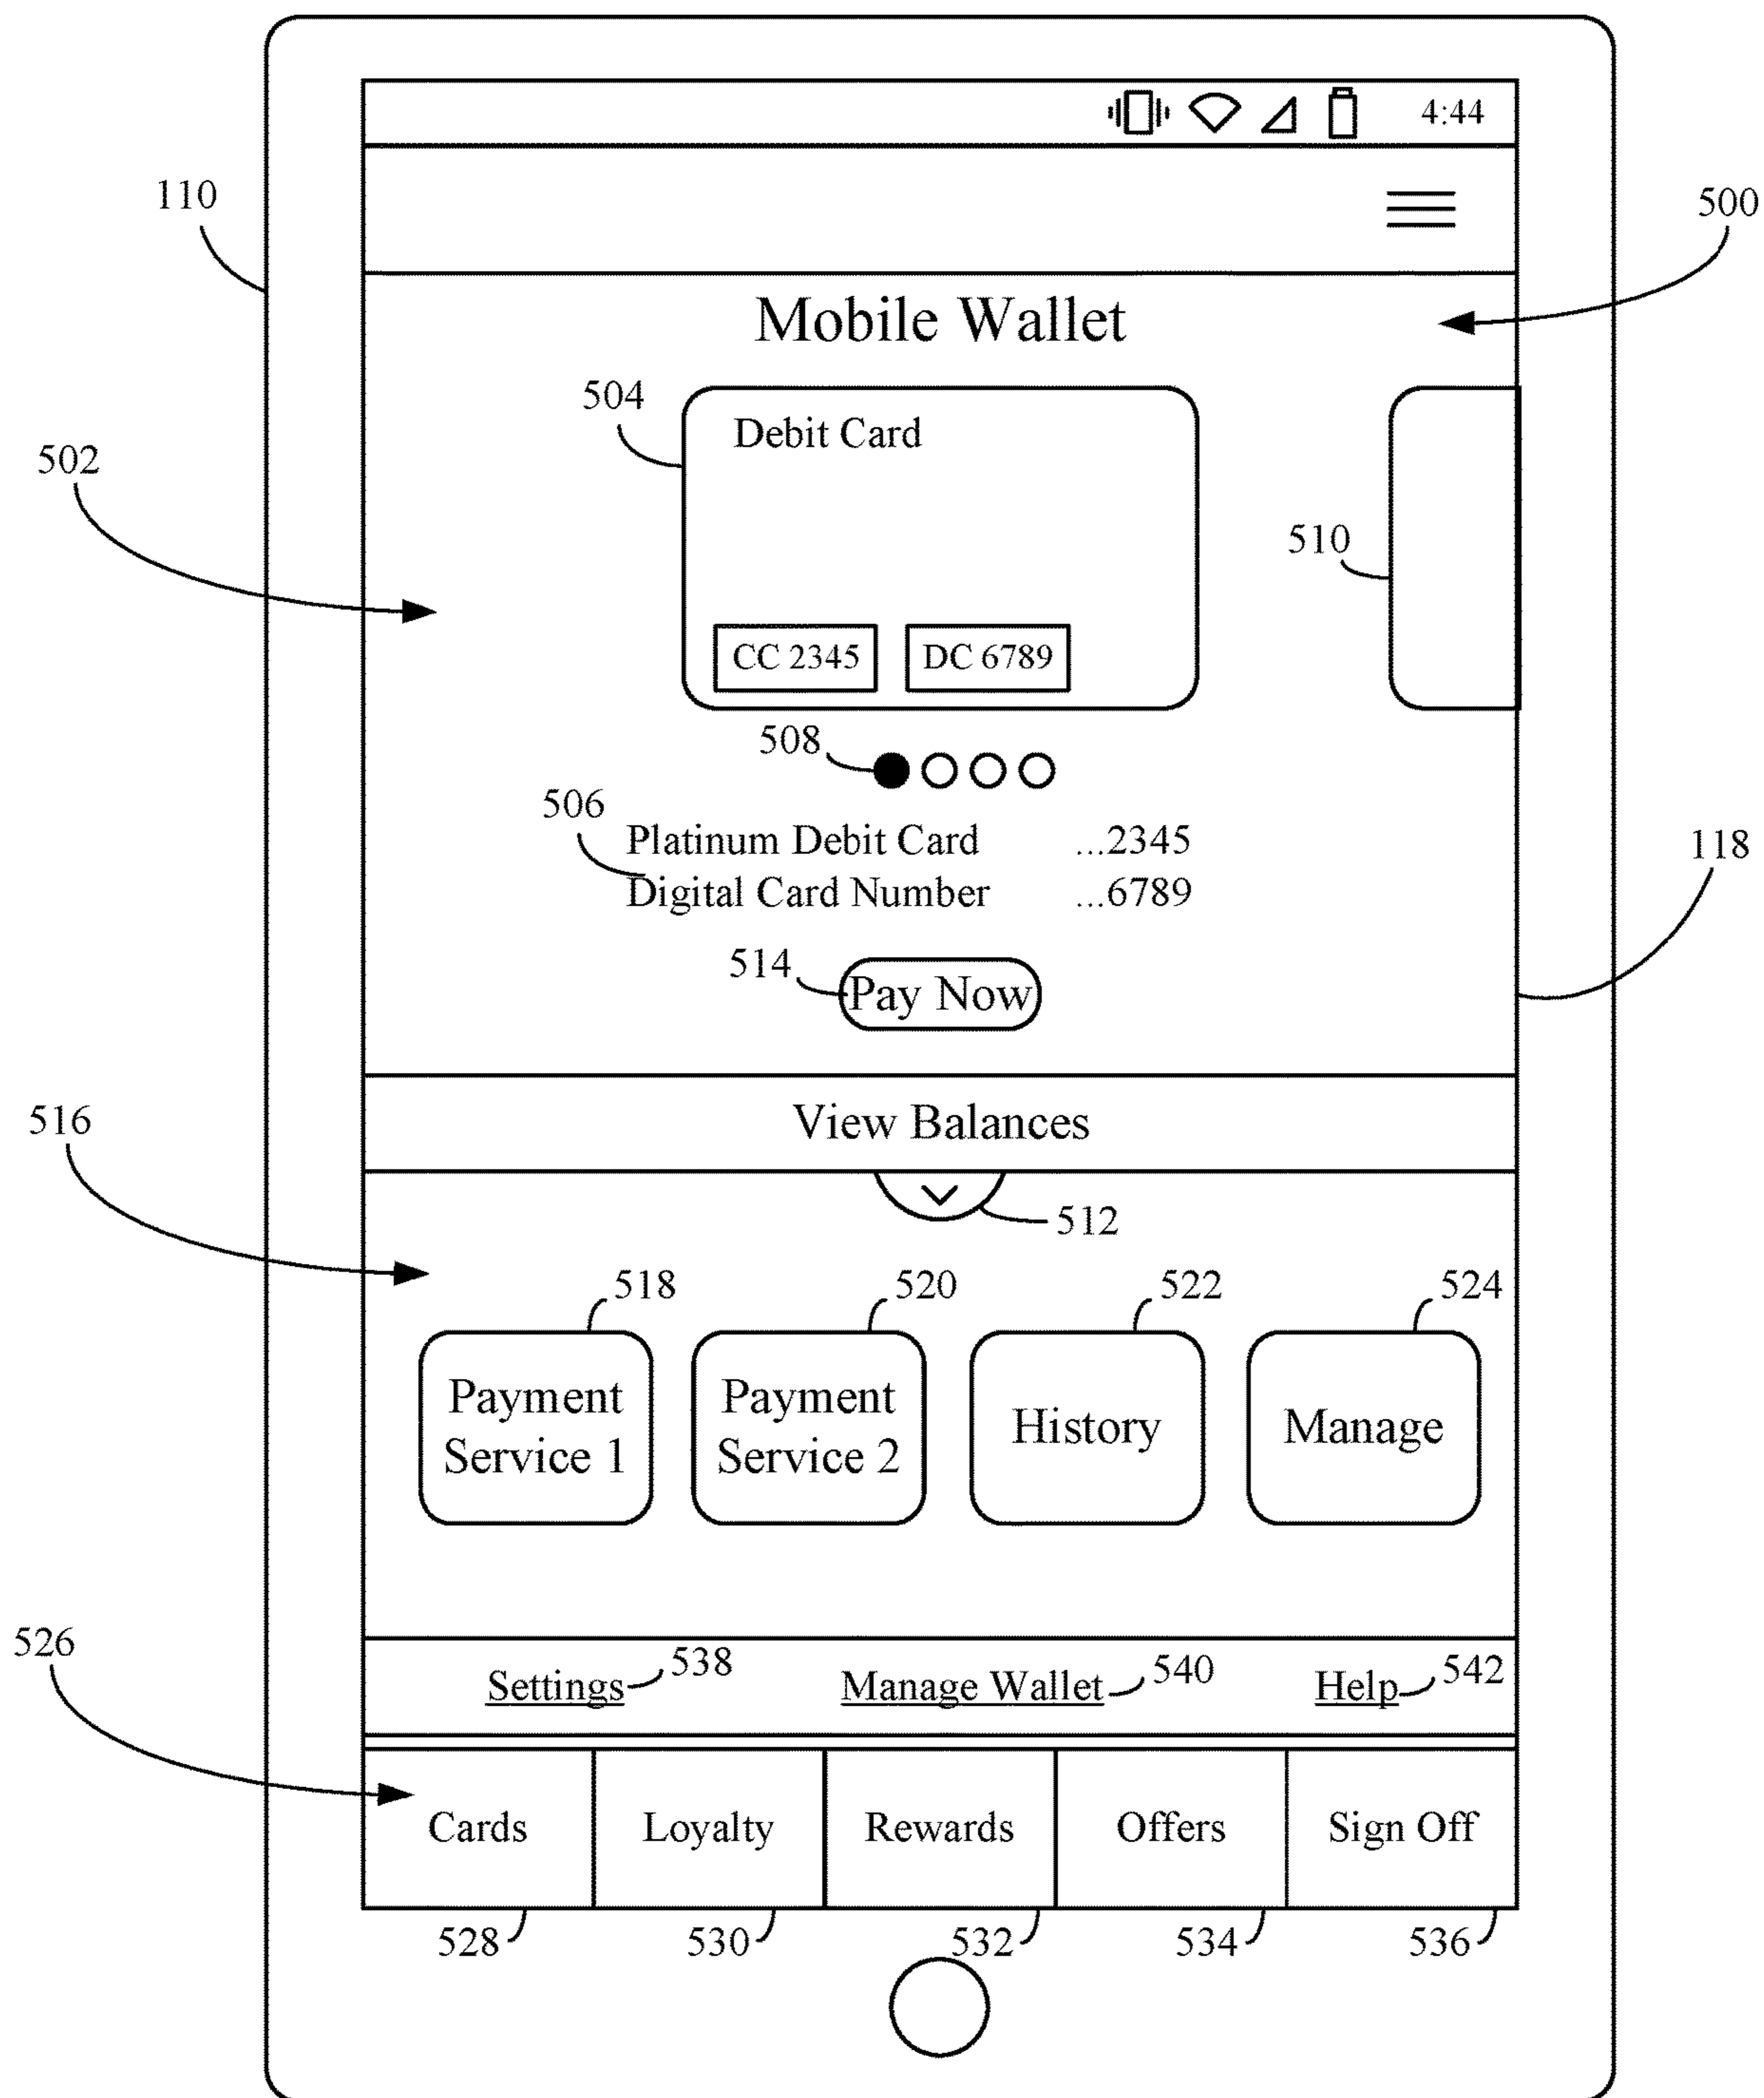 4:44
110
500
Mobile Wallet
504
Debit Card
502
510
CC 2345 DC 6789
508
506
Platinum Debit Card ...2345
118
Digital Card Number ...6789
514
Pay Now
516
View Balances
512
518 520 522 524
Payment Service 1
Payment Service 2
History
Manage
526
Settings 538 Manage Wallet 540 Help 542
Cards Loyalty Rewards Offers Sign Off
528 530 532 534 536